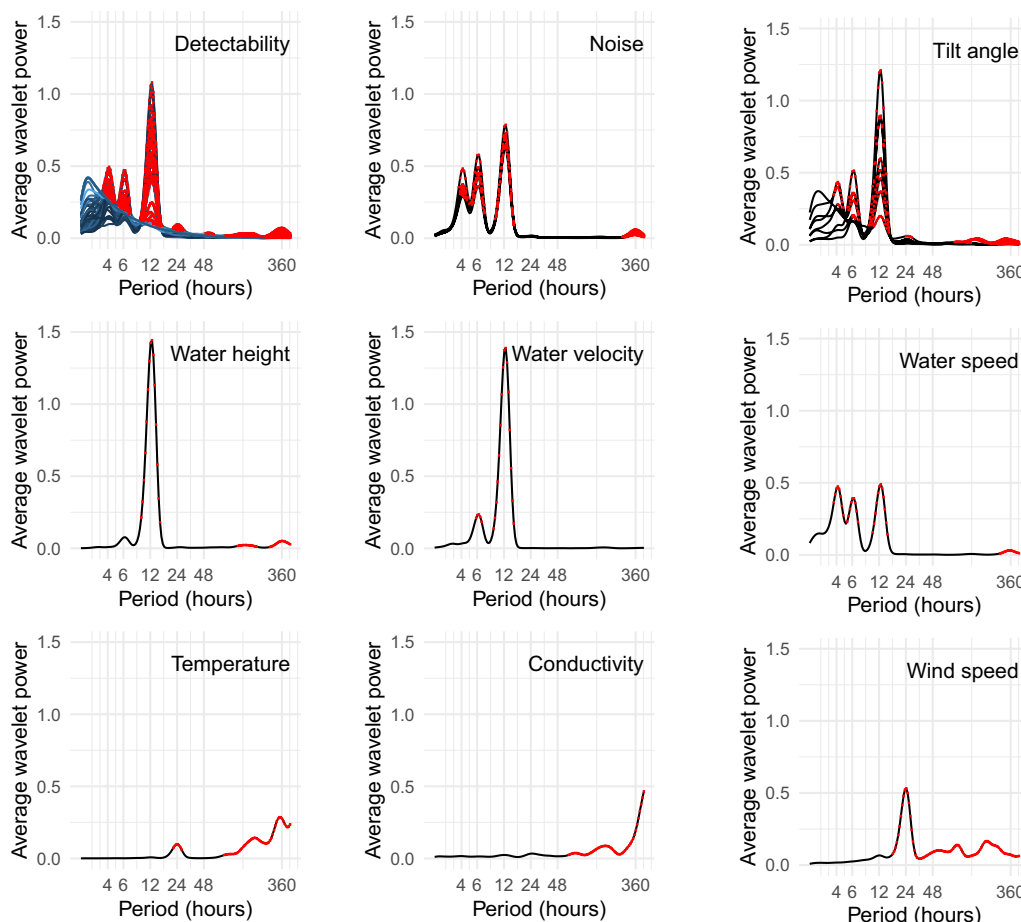 Detectability
Average wavelet power
1.5
1.0
0.5
0.0
4 6 12 24 48 360
Period (hours)
Noise
Average wavelet power
1.5
1.0
0.5
0.0
4 6 12 24 48 360
Period (hours)
Tilt angle
Average wavelet power
1.5
1.0
0.5
0.0
4 6 12 24 48 360
Period (hours)
Water height
Average wavelet power
1.5
1.0
0.5
0.0
4 6 12 24 48 360
Period (hours)
Water velocity
Average wavelet power
1.5
1.0
0.5
0.0
4 6 12 24 48 360
Period (hours)
Water speed
Average wavelet power
1.5
1.0
0.5
0.0
4 6 12 24 48 360
Period (hours)
Temperature
Average wavelet power
1.5
1.0
0.5
0.0
4 6 12 24 48 360
Period (hours)
Conductivity
Average wavelet power
1.5
1.0
0.5
0.0
4 6 12 24 48 360
Period (hours)
Wind speed
Average wavelet power
1.5
1.0
0.5
0.0
4 6 12 24 48 360
Period (hours)